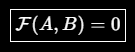 ℱ(A, B) = 0